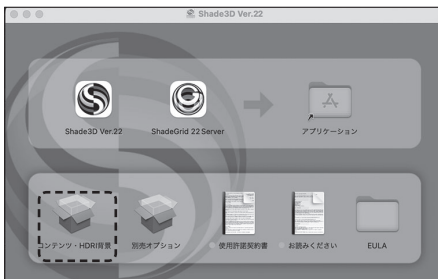 Shade3D Ver.22
Shade3D Ver.22
ShadeGrid 22 Server
アプリケーション
コンテンツ・HDRI背景
別売オプション
使用許諾契約書
お読みください
EULA